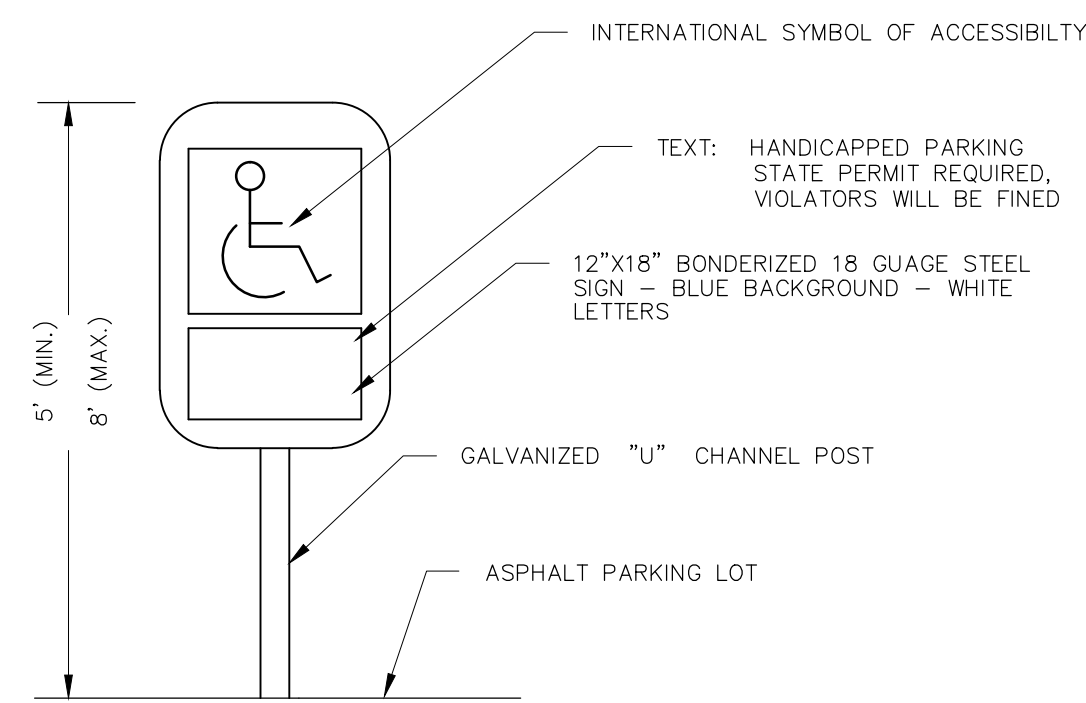 INTERNATIONAL SYMBOL OF ACCESSIBILTY
TEXT: HANDICAPPED PARKING
STATE PERMIT REQUIRED,
VIOLATORS WILL BE FINED
12"X18" BONDERIZED 18 GUAGE STEEL
SIGN – BLUE BACKGROUND – WHITE
LETTERS
5' (MIN.)
8' (MAX.)
GALVANIZED "U" CHANNEL POST
ASPHALT PARKING LOT